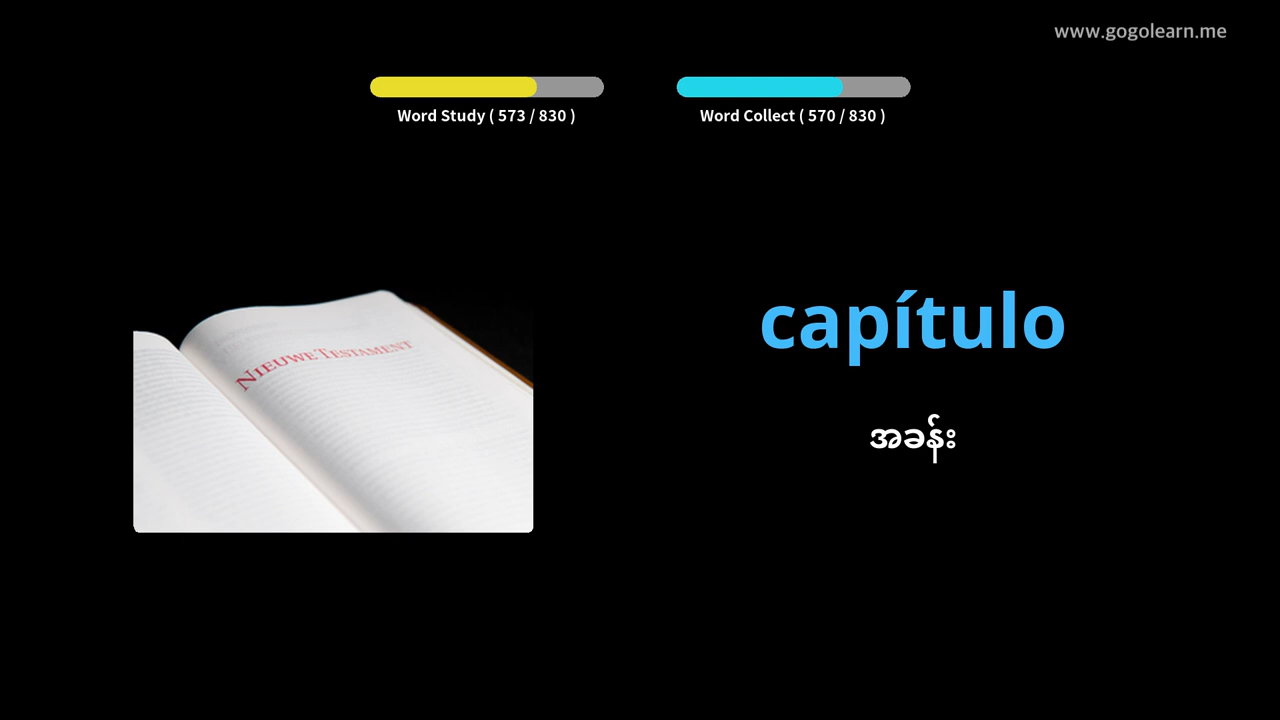 www.gogolearn.me
Word Study ( 573 / 830 )
Word Collect ( 570 / 830 )
NIEUWE TESTAMENT
capítulo
အခန်း